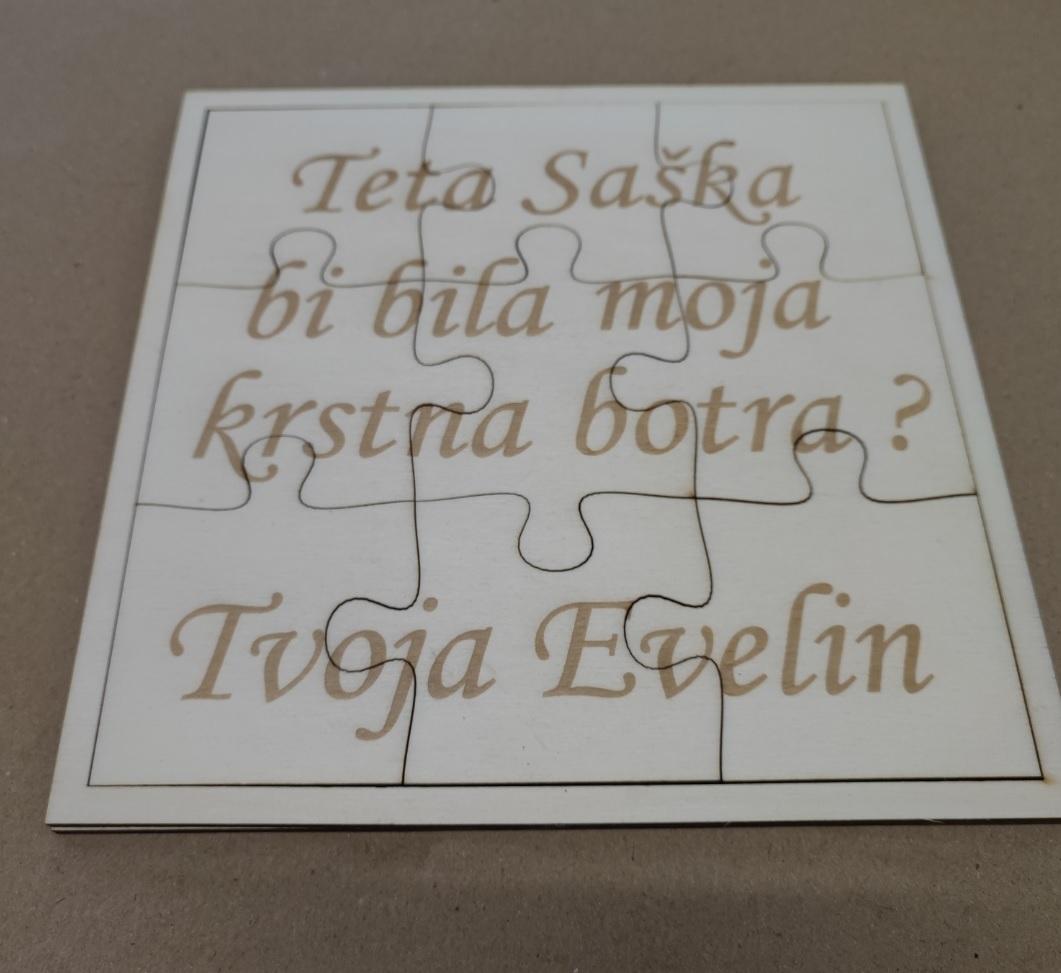 Teta Saška
bi bila moja
krstna botra ?
Tvoja Evelin